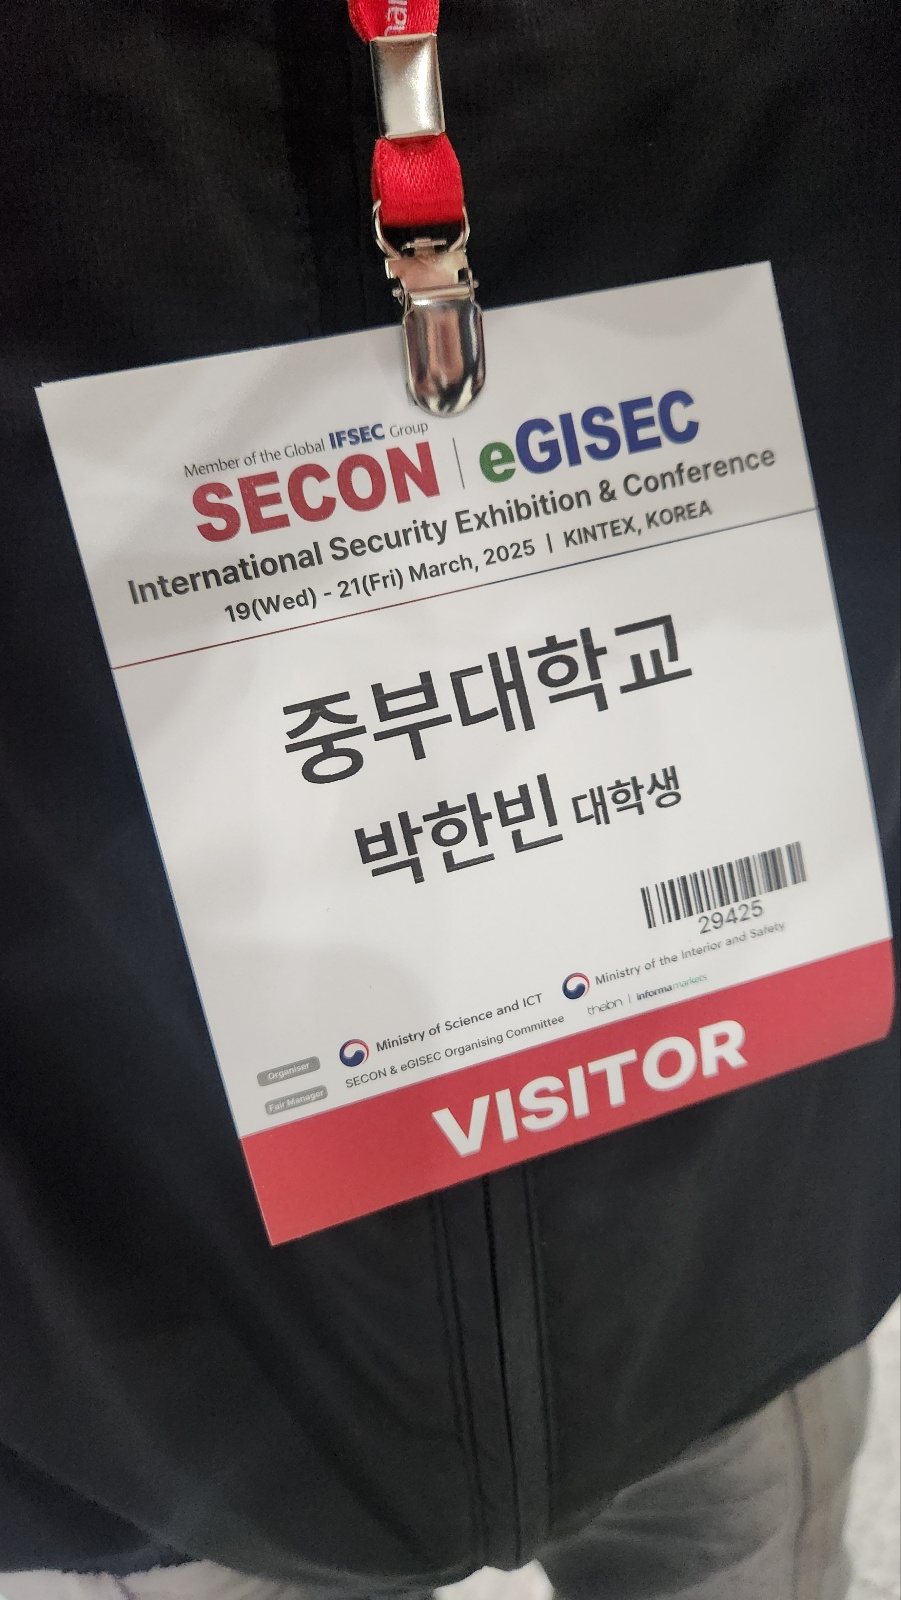 Member of the Global IFSEC Group
SECON | eGISEC
International Security Exhibition & Conference
19(Wed) - 21(Fri) March, 2025 | KINTEX, KOREA
중부대학교
박한빈 대학생
29425
Organiser Ministry of Science and ICT Ministry of the Interior and Safety
Fair Manager SECON & eGISEC Organising Committee thebn | informamarkets
VISITOR